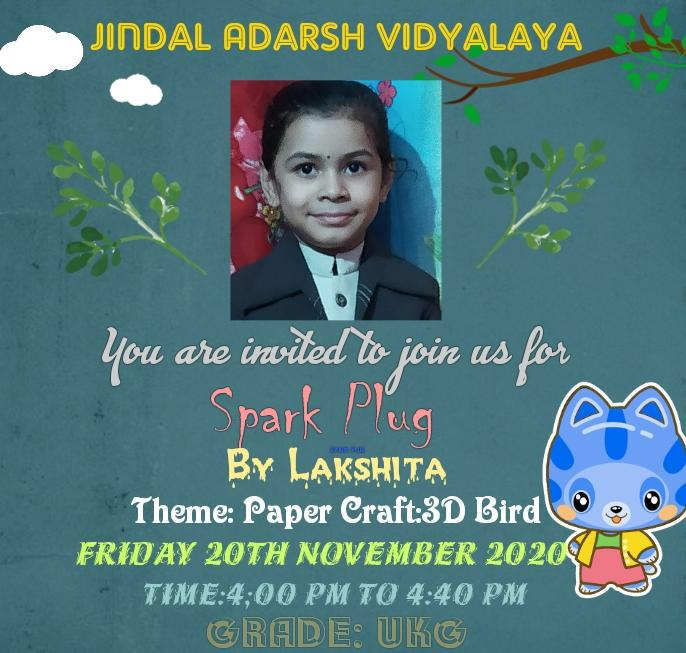 JINDAL ADARSH VIDYALAYA
You are invited to join us for
Spark Plug
By Lakshita
Theme: Paper Craft:3D Bird
FRIDAY 20TH NOVEMBER 2020
TIME:4;00 PM TO 4:40 PM
GRADE: UKG